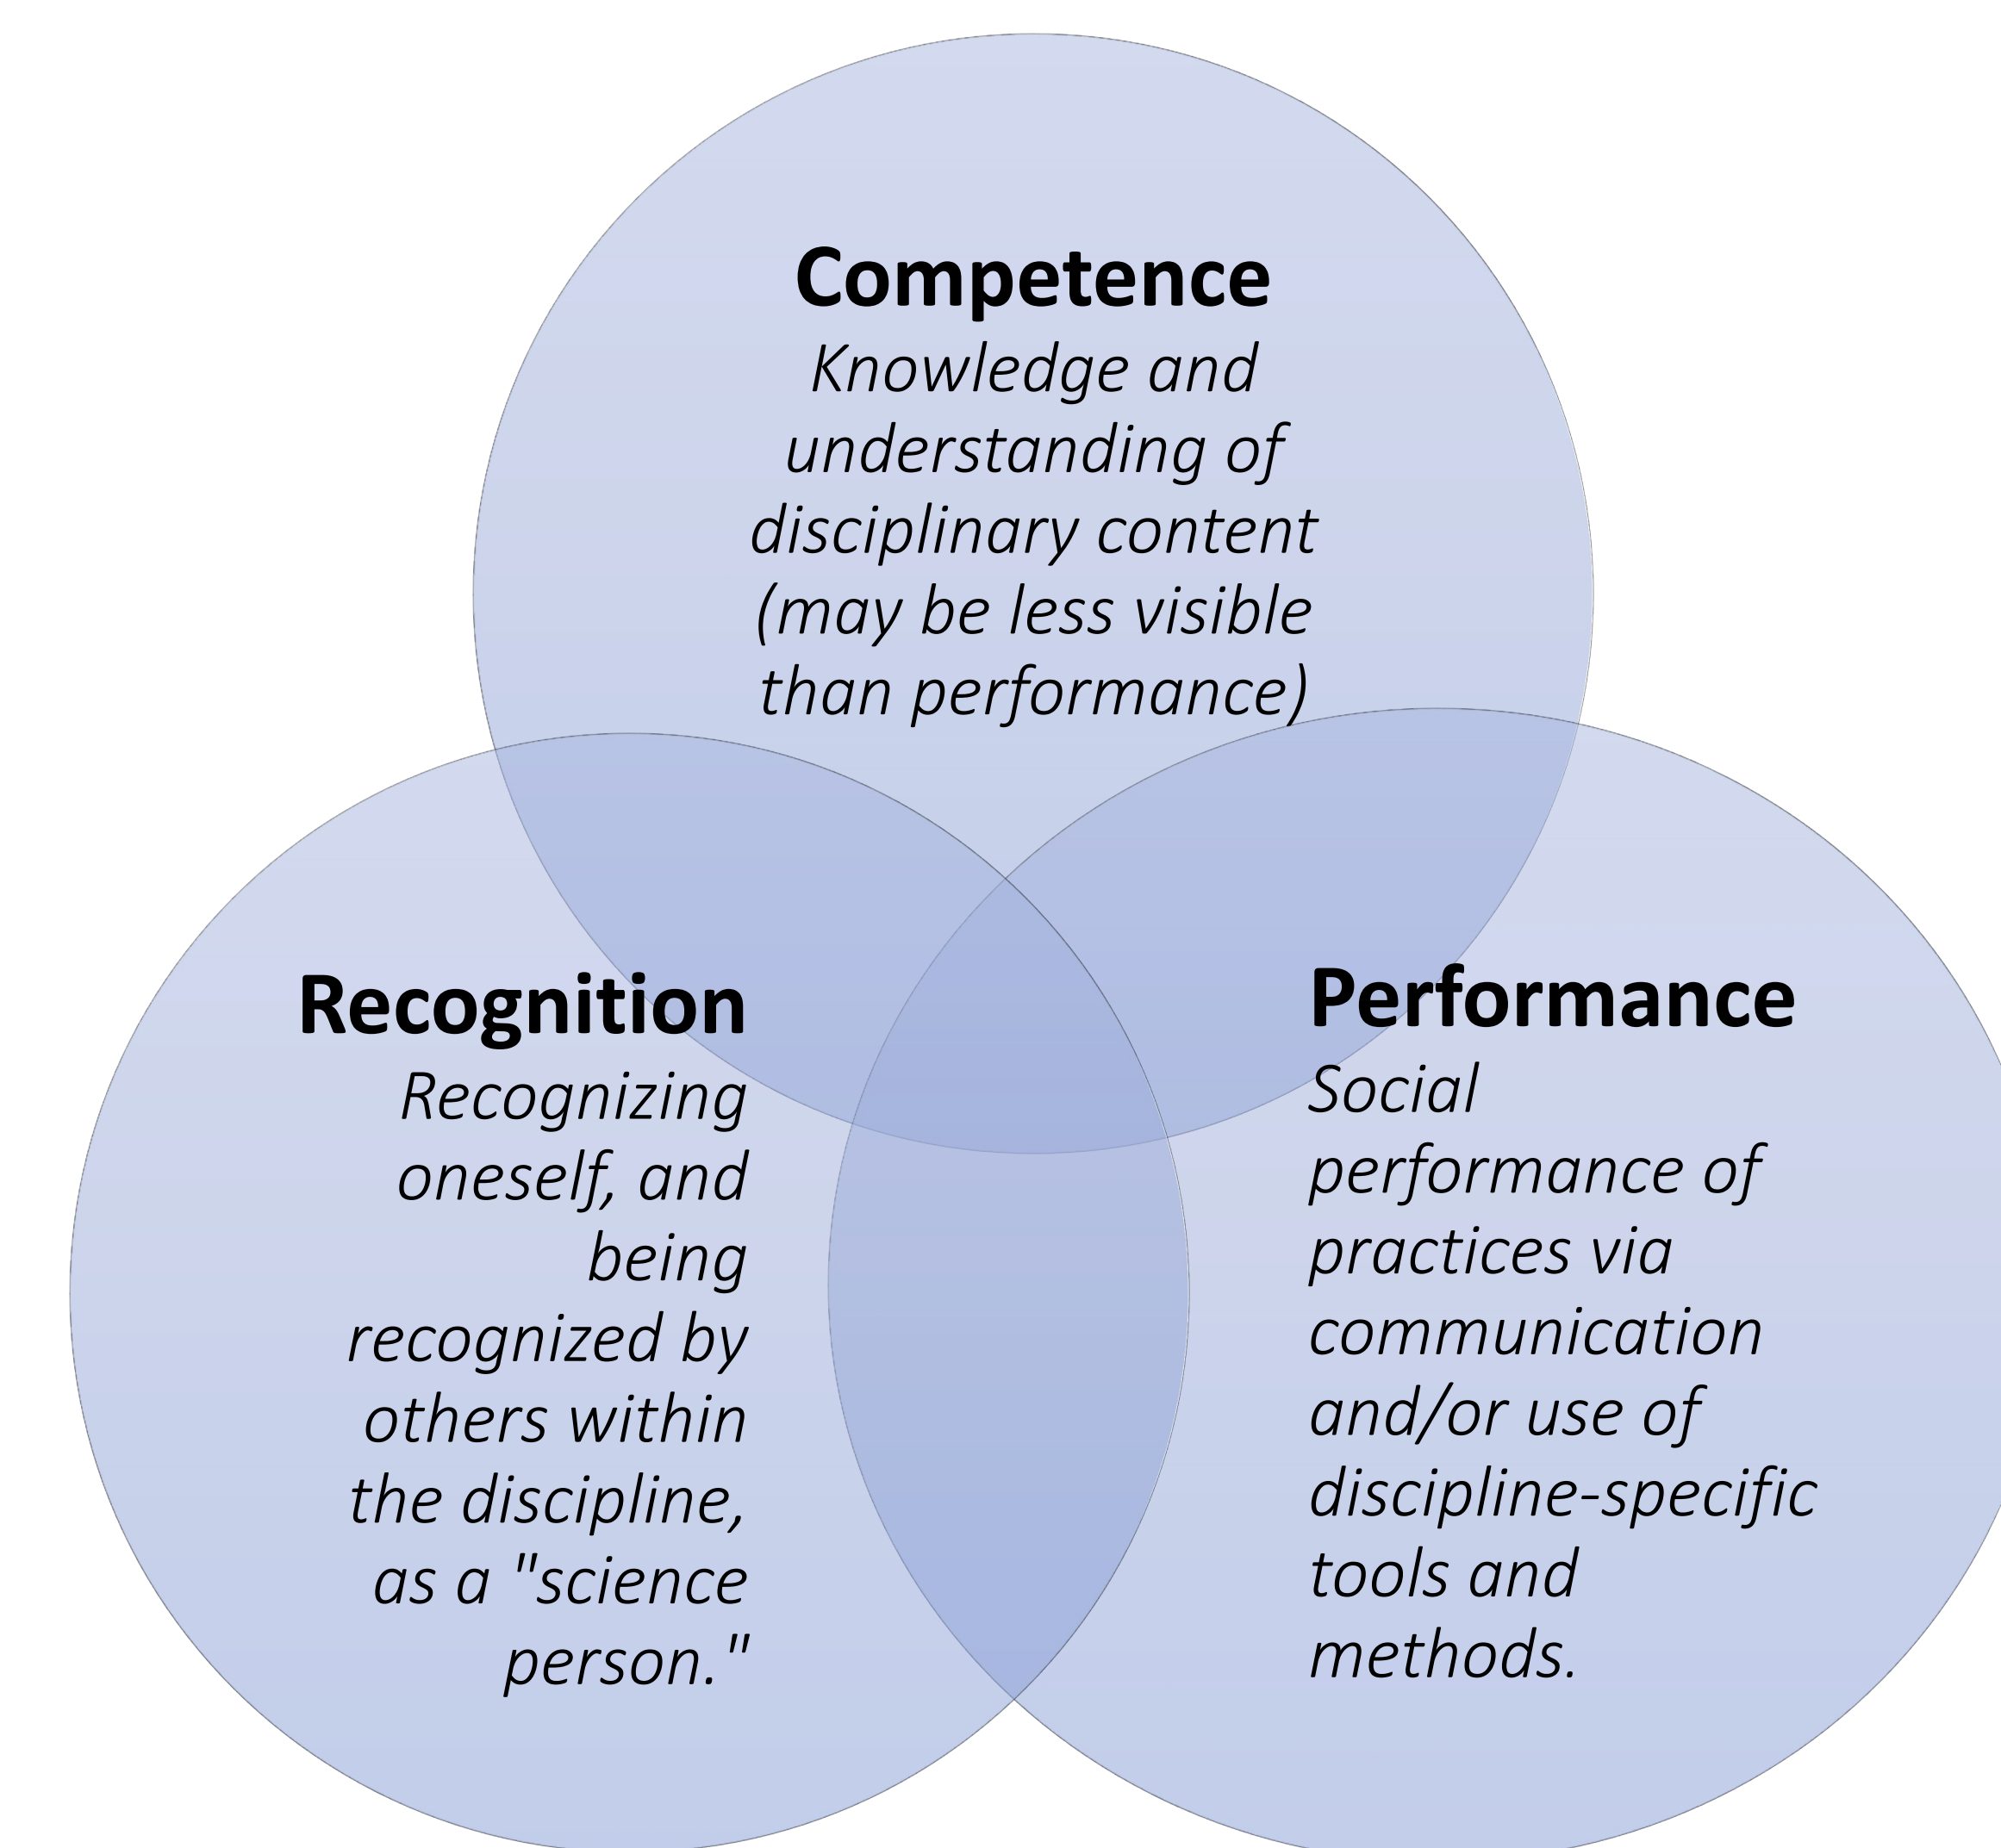 Competence
Knowledge and
understanding of
disciplinary content
(may be less visible
than performance)
Recognition
Recognizing
oneself, and
being
recognized by
others within
the discipline,
as a "science
person."
Performance
Social
performance of
practices via
communication
and/or use of
discipline-specific
tools and
methods.